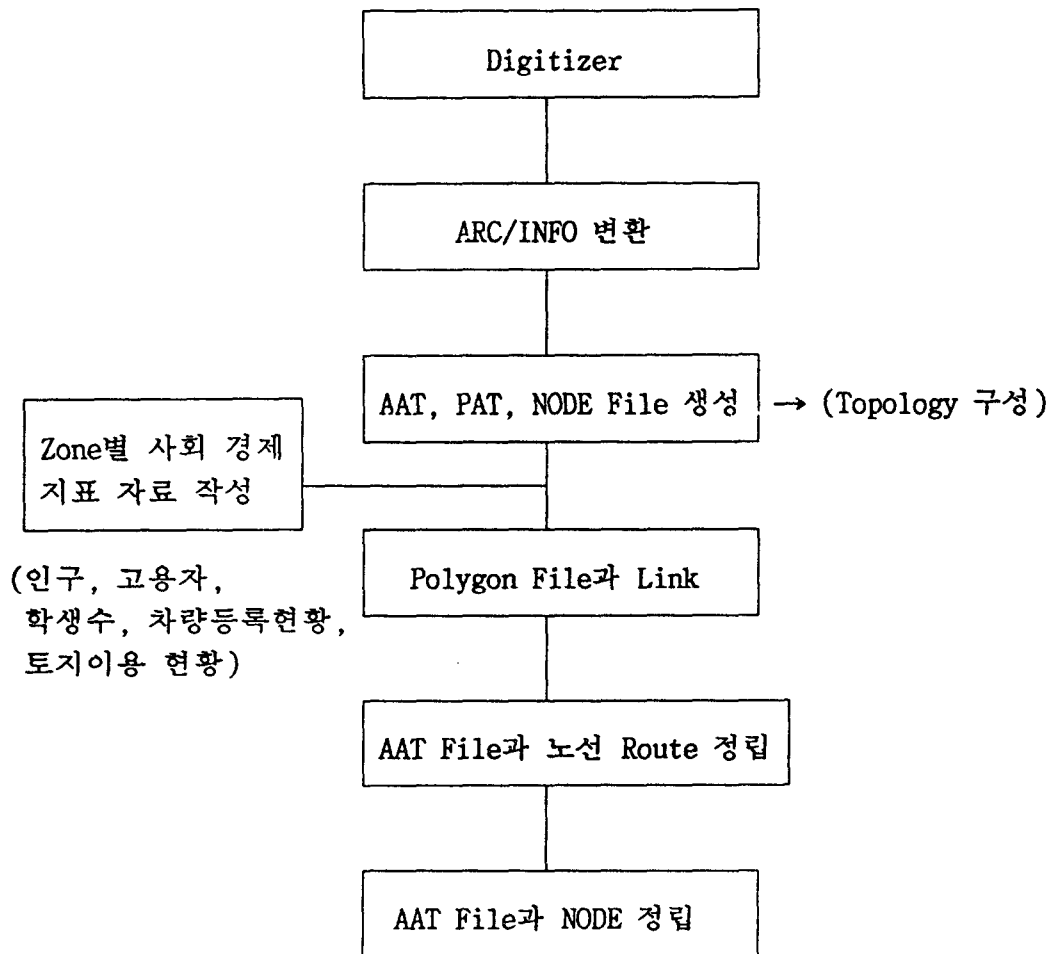 Digitizer
ARC/INFO 변환
AAT, PAT, NODE File 생성 → (Topology 구성)
Zone별 사회 경제
지표 자료 작성
(인구, 고용자,
학생수, 차량등록현황,
토지이용 현황)
Polygon File과 Link
AAT File과 노선 Route 정립
AAT File과 NODE 정립